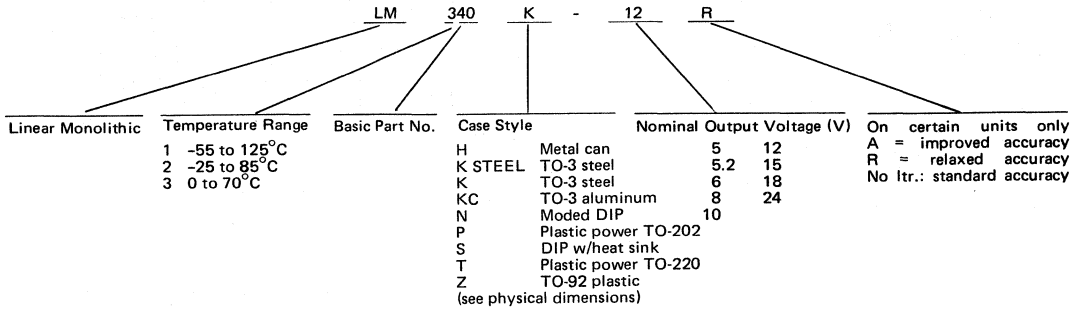 LM 340 K - 12 R
Linear Monolithic
Temperature Range
1 -55 to 125°C
2 -25 to 85°C
3 0 to 70°C
Basic Part No.
Case Style
H Metal can
K STEEL TO-3 steel
K TO-3 steel
KC TO-3 aluminum
N Moded DIP
P Plastic power TO-202
S DIP w/heat sink
T Plastic power TO-220
Z TO-92 plastic
(see physical dimensions)
Nominal Output Voltage (V)
5 12
5.2 15
6 18
8 24
10
On certain units only
A = improved accuracy
R = relaxed accuracy
No ltr.: standard accuracy